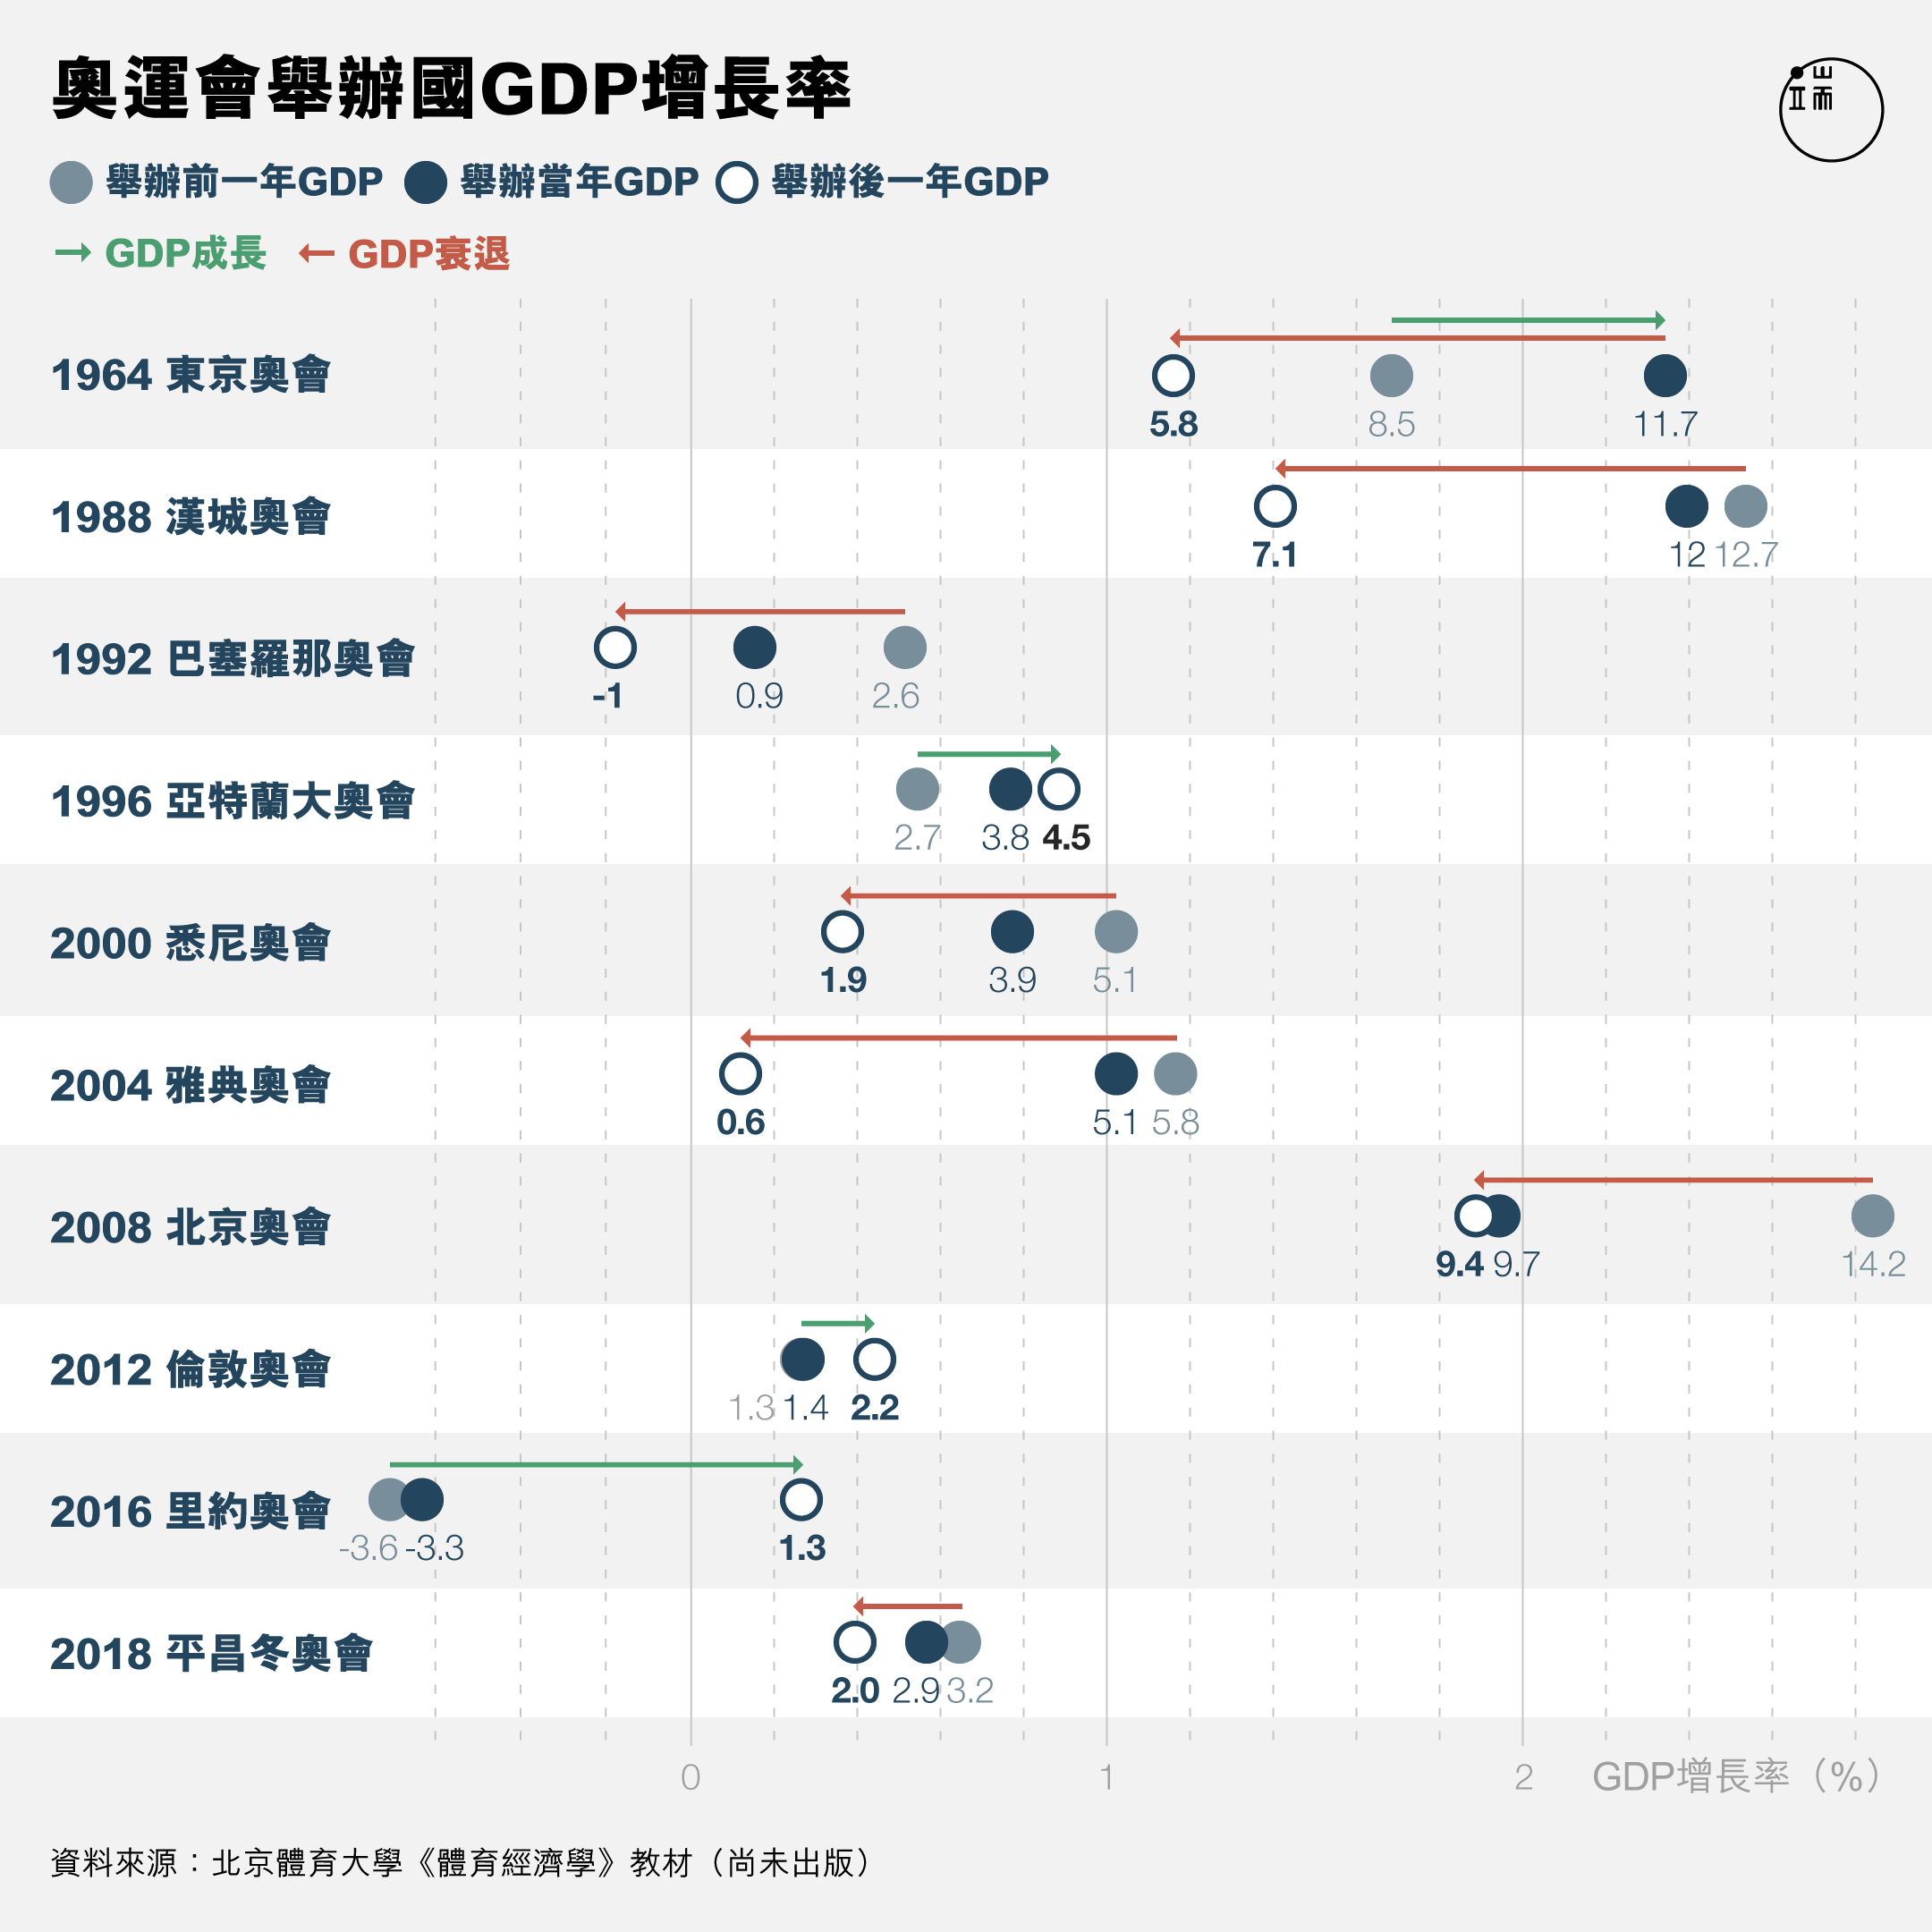 奧運會舉辦國GDP增長率
端
舉辦前一年GDP 舉辦當年GDP 舉辦後一年GDP
GDP成長 GDP衰退
1964 東京奧會
5.8 8.5 11.7
1988 漢城奧會
7.1 12 12.7
1992 巴塞羅那奧會
-1 0.9 2.6
1996 亞特蘭大奧會
2.7 3.8 4.5
2000 悉尼奧會
1.9 3.9 5.1
2004 雅典奧會
0.6 5.1 5.8
2008 北京奧會
9.4 9.7 14.2
2012 倫敦奧會
1.3 1.4 2.2
2016 里約奧會
-3.6 -3.3 1.3
2018 平昌冬奧會
2.0 2.9 3.2
0 1 2 GDP增長率（%）
資料來源：北京體育大學《體育經濟學》教材（尚未出版）